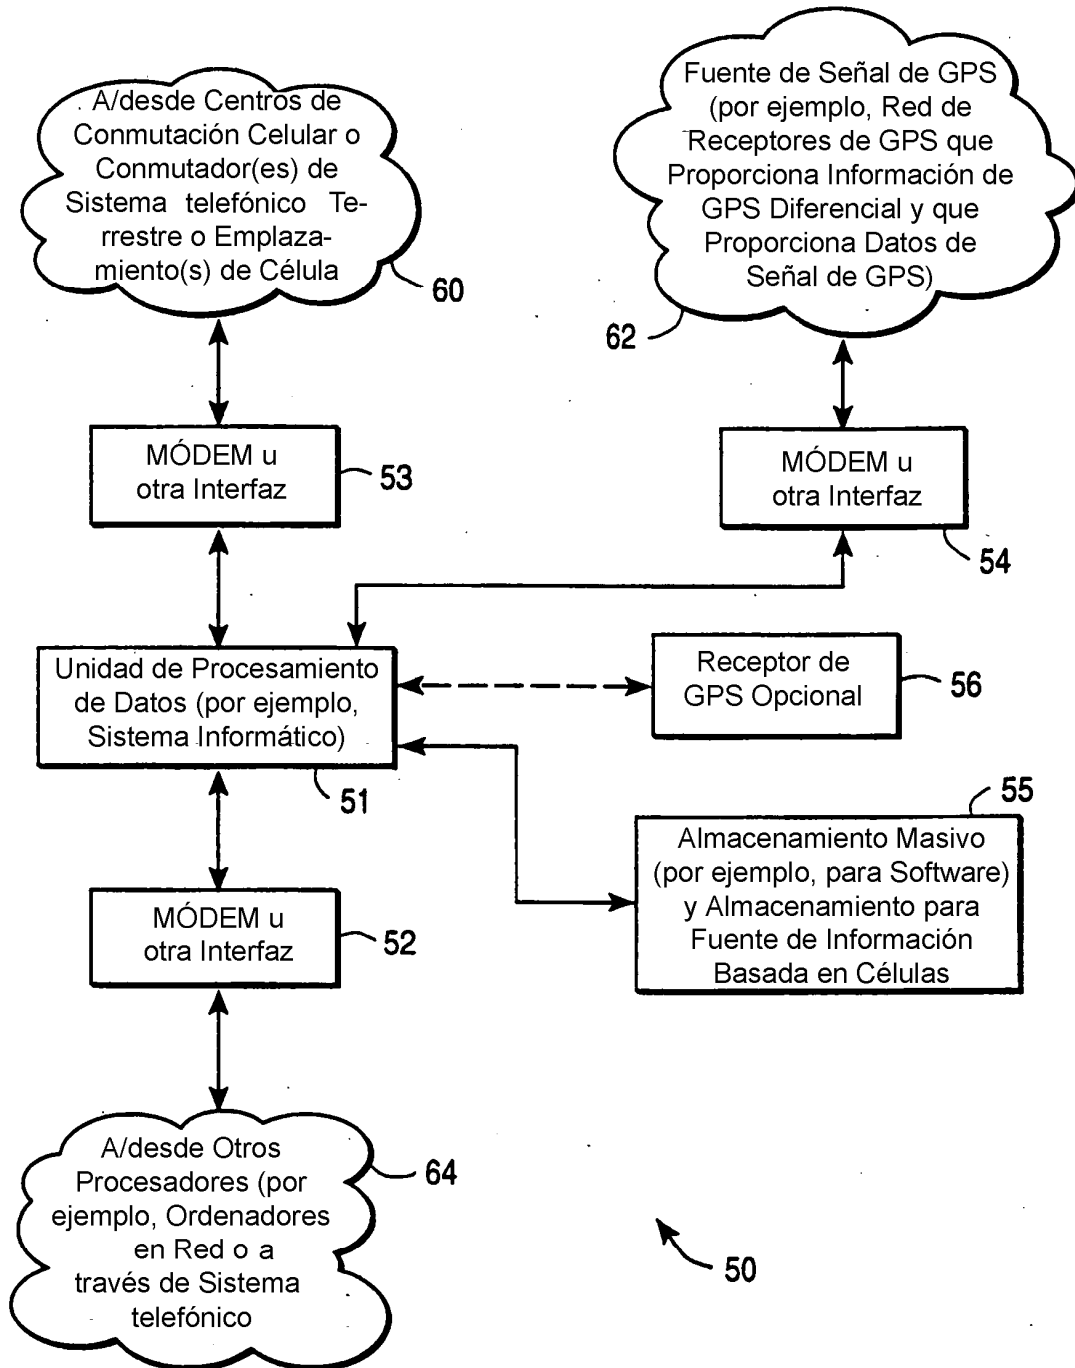 A/desde Centros de
Conmutación Celular o
Conmutador(es) de
Sistema telefónico Te-
rrestre o Emplaza-
miento(s) de Célula
60
Fuente de Señal de GPS
(por ejemplo, Red de
Receptores de GPS que
Proporciona Información de
GPS Diferencial y que
Proporciona Datos de
Señal de GPS)
62
MÓDEM u
otra Interfaz
53
MÓDEM u
otra Interfaz
54
Unidad de Procesamiento
de Datos (por ejemplo,
Sistema Informático)
51
Receptor de
GPS Opcional
56
55
Almacenamiento Masivo
(por ejemplo, para Software)
y Almacenamiento para
Fuente de Información
Basada en Células
MÓDEM u
otra Interfaz
52
A/desde Otros
Procesadores (por
ejemplo, Ordenadores
en Red o a
través de Sistema
telefónico
64
50